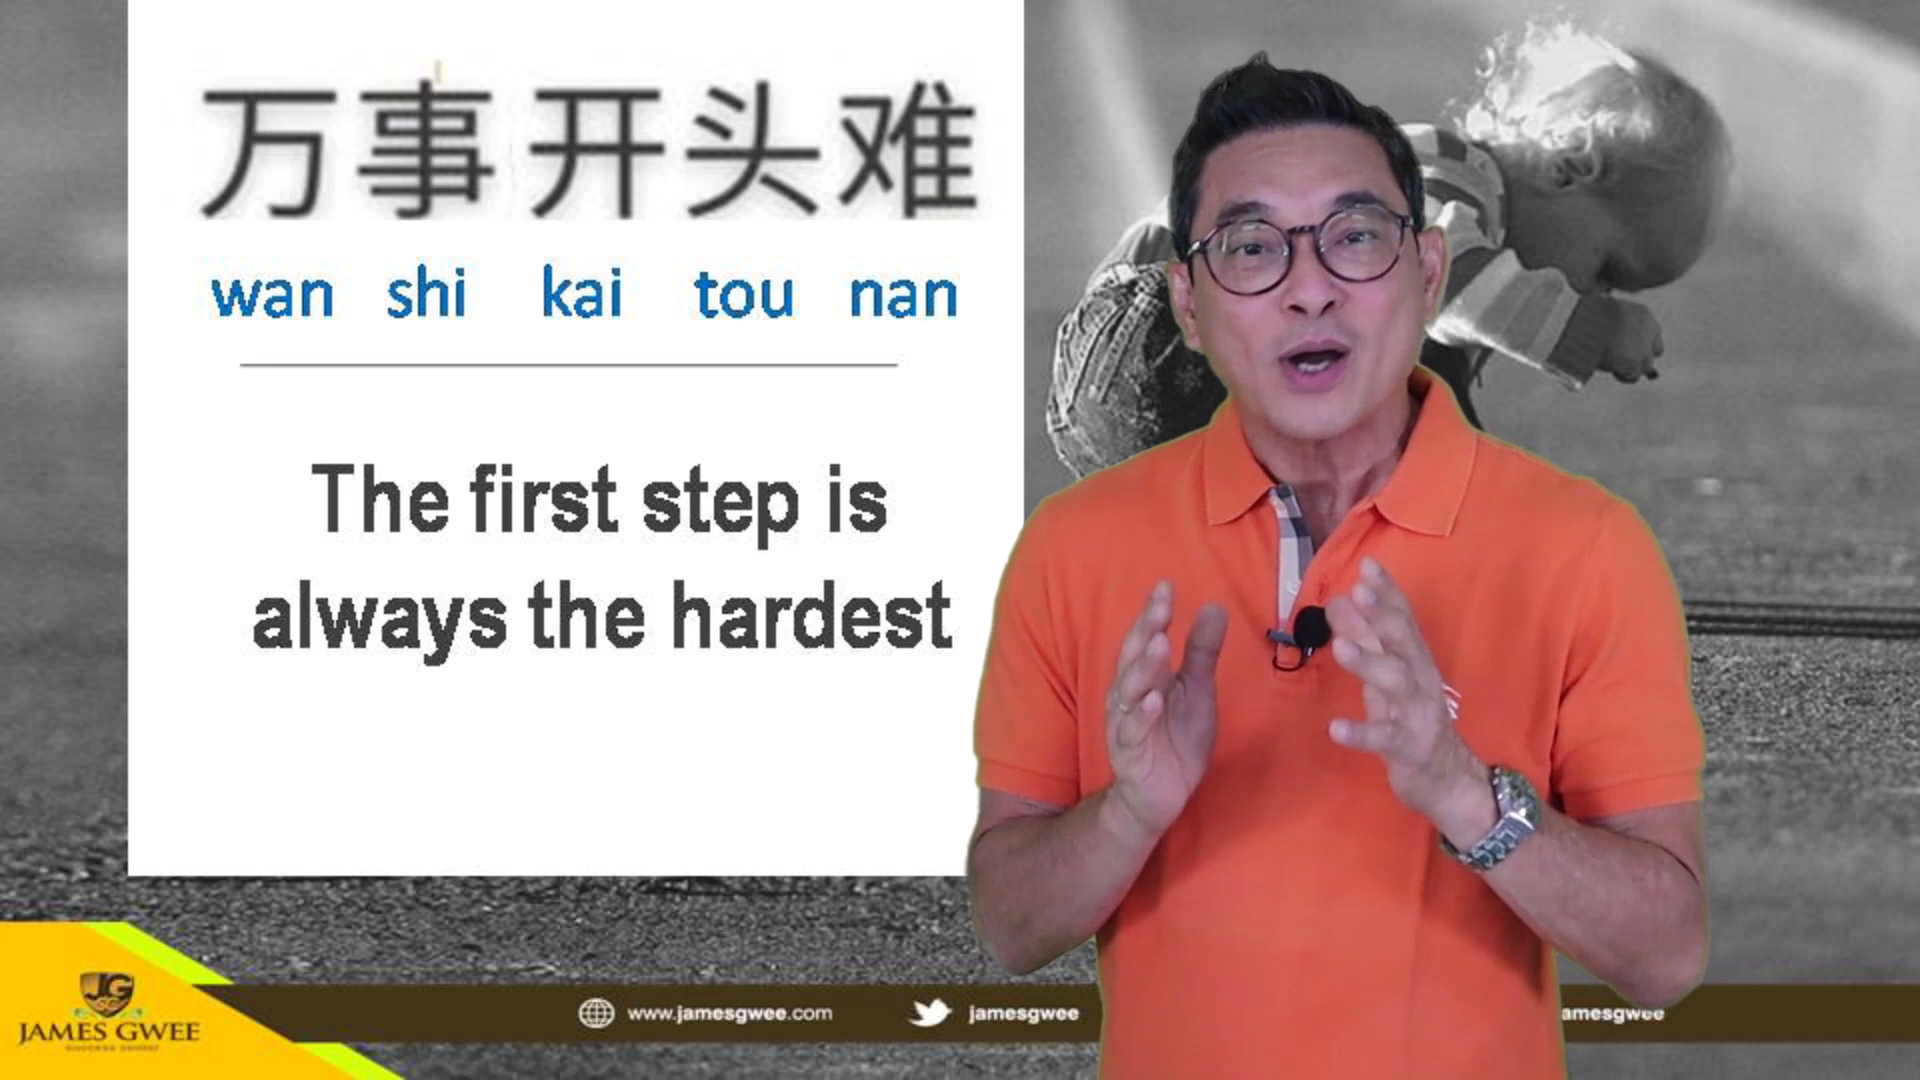 万事开头难
wan shi kai tou nan
The first step is
always the hardest
JG
JAMES GWEE
www.jamesgwee.com
jamesgwee
amesgwee